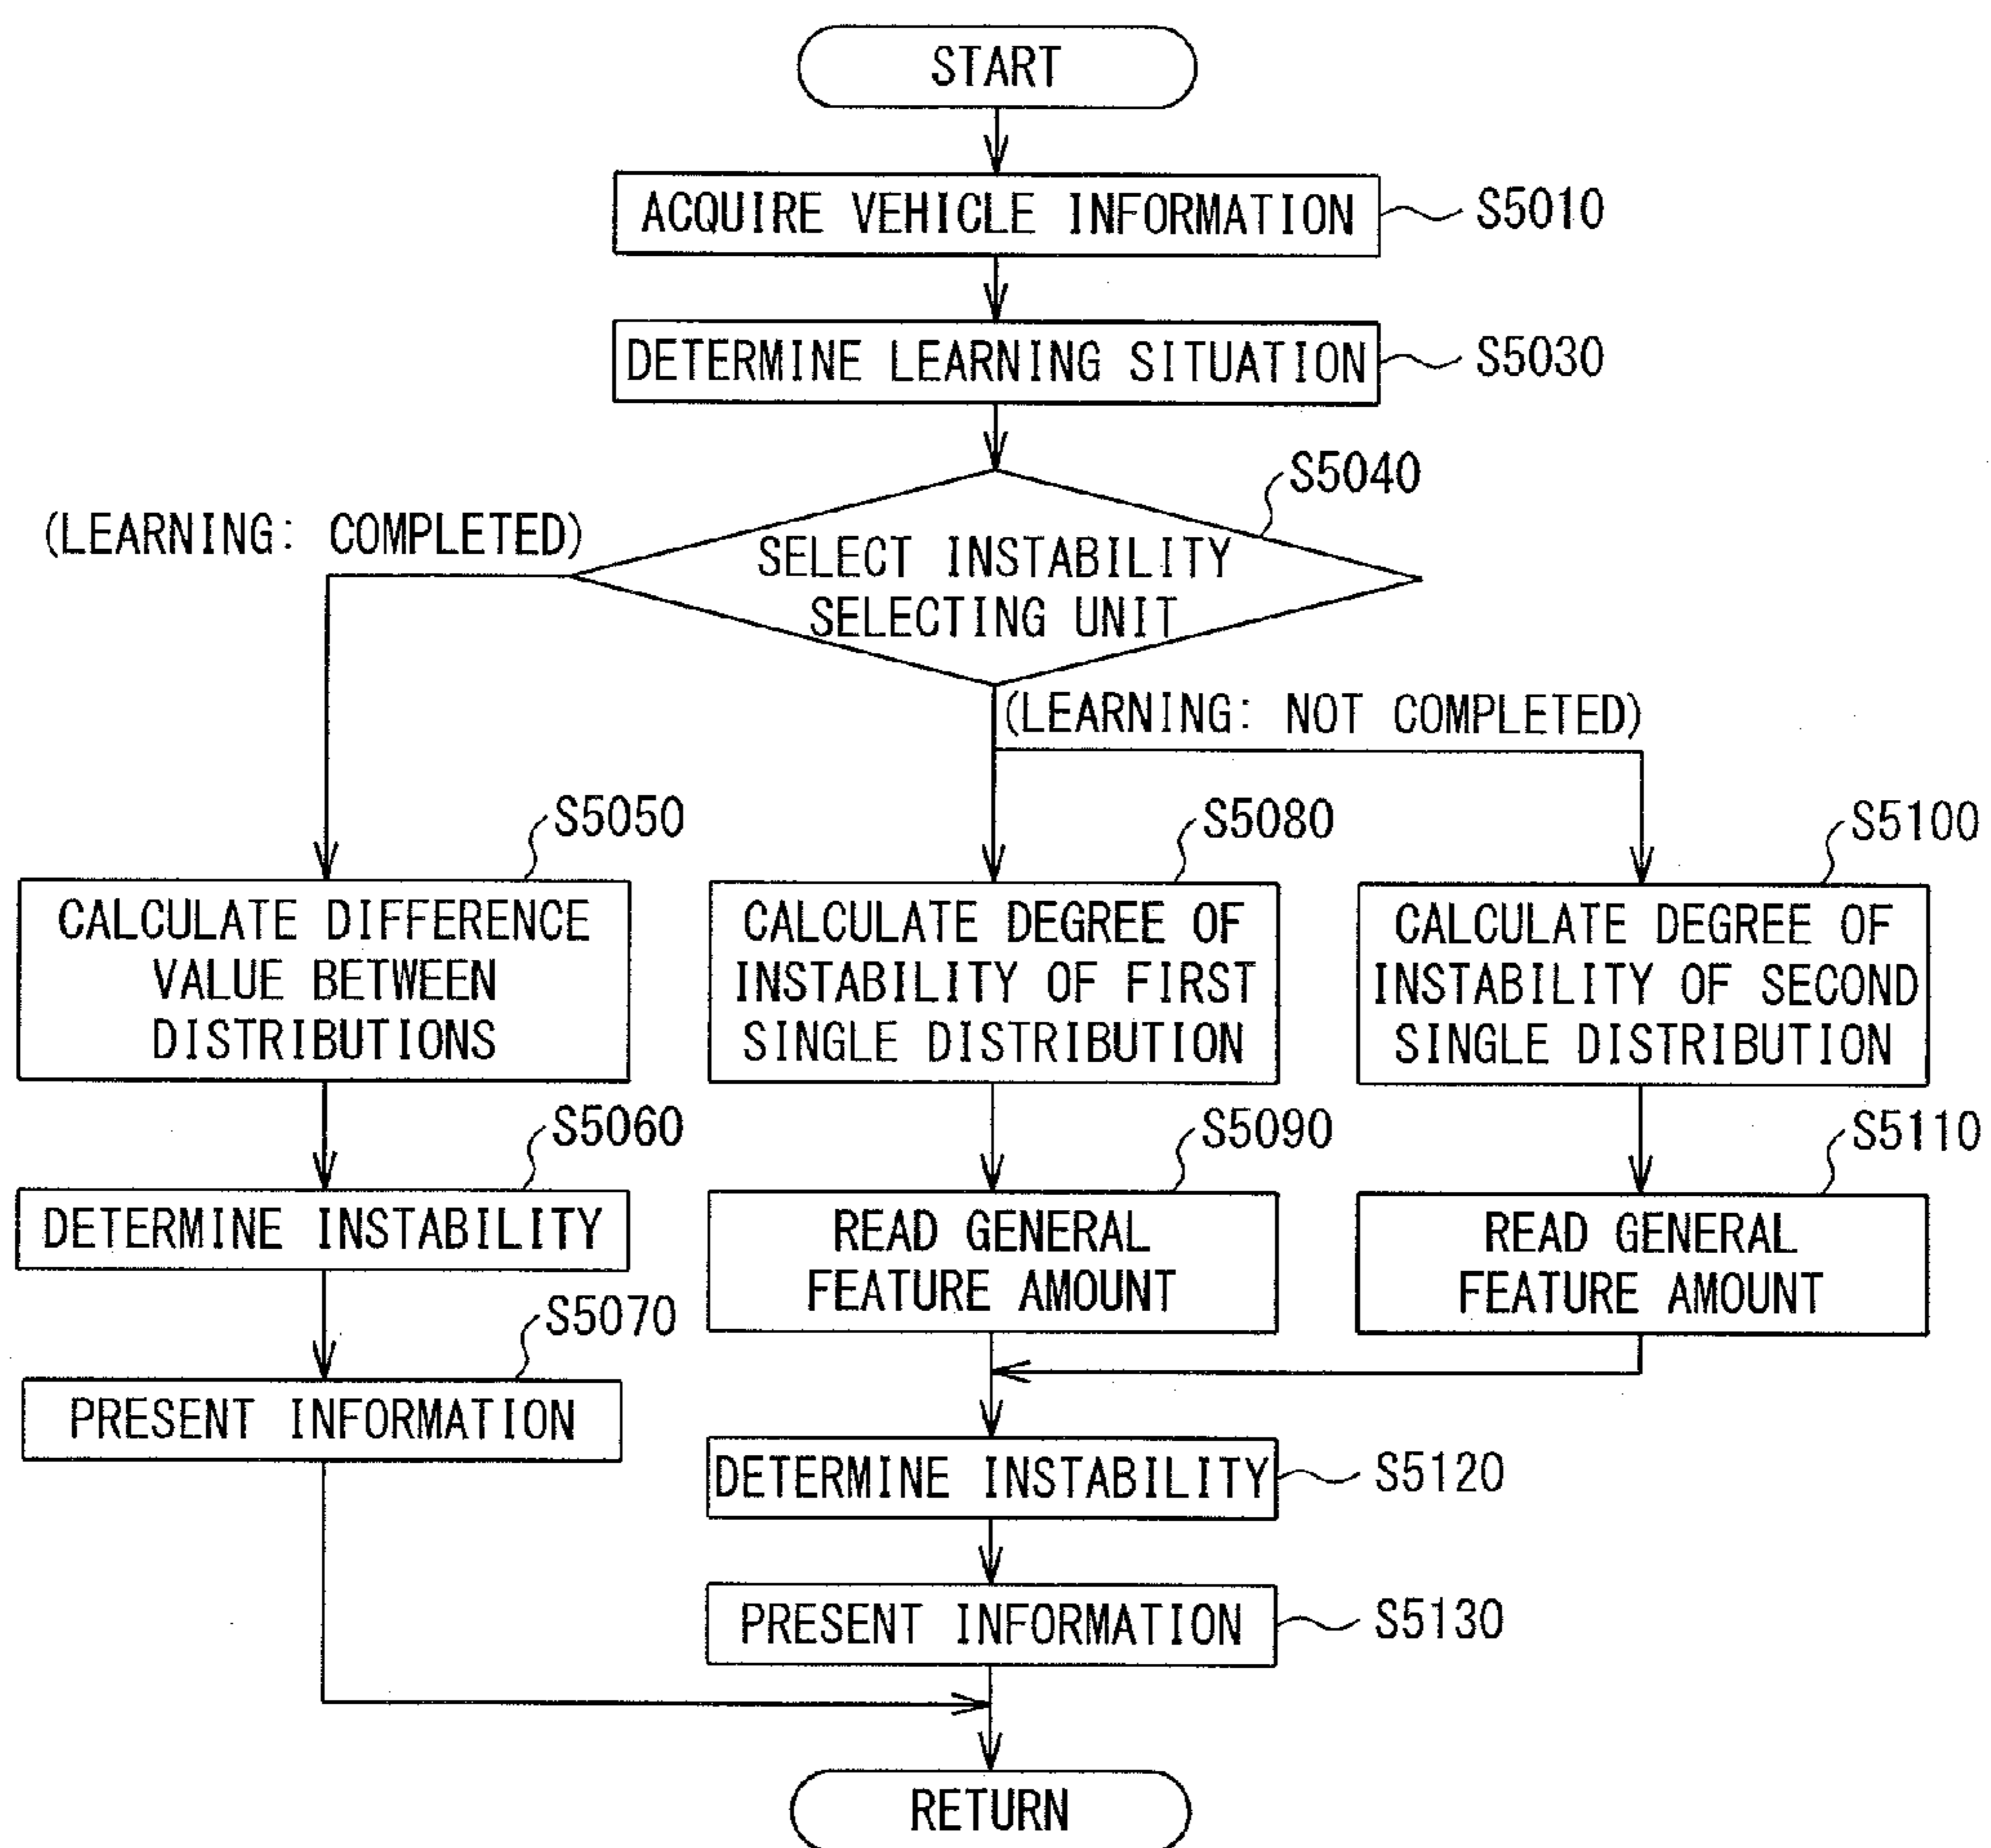 START
ACQUIRE VEHICLE INFORMATION
S5010
DETERMINE LEARNING SITUATION
S5030
S5040
(LEARNING: COMPLETED)
SELECT INSTABILITY
SELECTING UNIT
(LEARNING: NOT COMPLETED)
S5050
CALCULATE DIFFERENCE
VALUE BETWEEN
DISTRIBUTIONS
S5080
CALCULATE DEGREE OF
INSTABILITY OF FIRST
SINGLE DISTRIBUTION
S5100
CALCULATE DEGREE OF
INSTABILITY OF SECOND
SINGLE DISTRIBUTION
S5060
DETERMINE INSTABILITY
S5090
READ GENERAL
FEATURE AMOUNT
S5110
READ GENERAL
FEATURE AMOUNT
S5070
PRESENT INFORMATION
DETERMINE INSTABILITY
S5120
PRESENT INFORMATION
S5130
RETURN